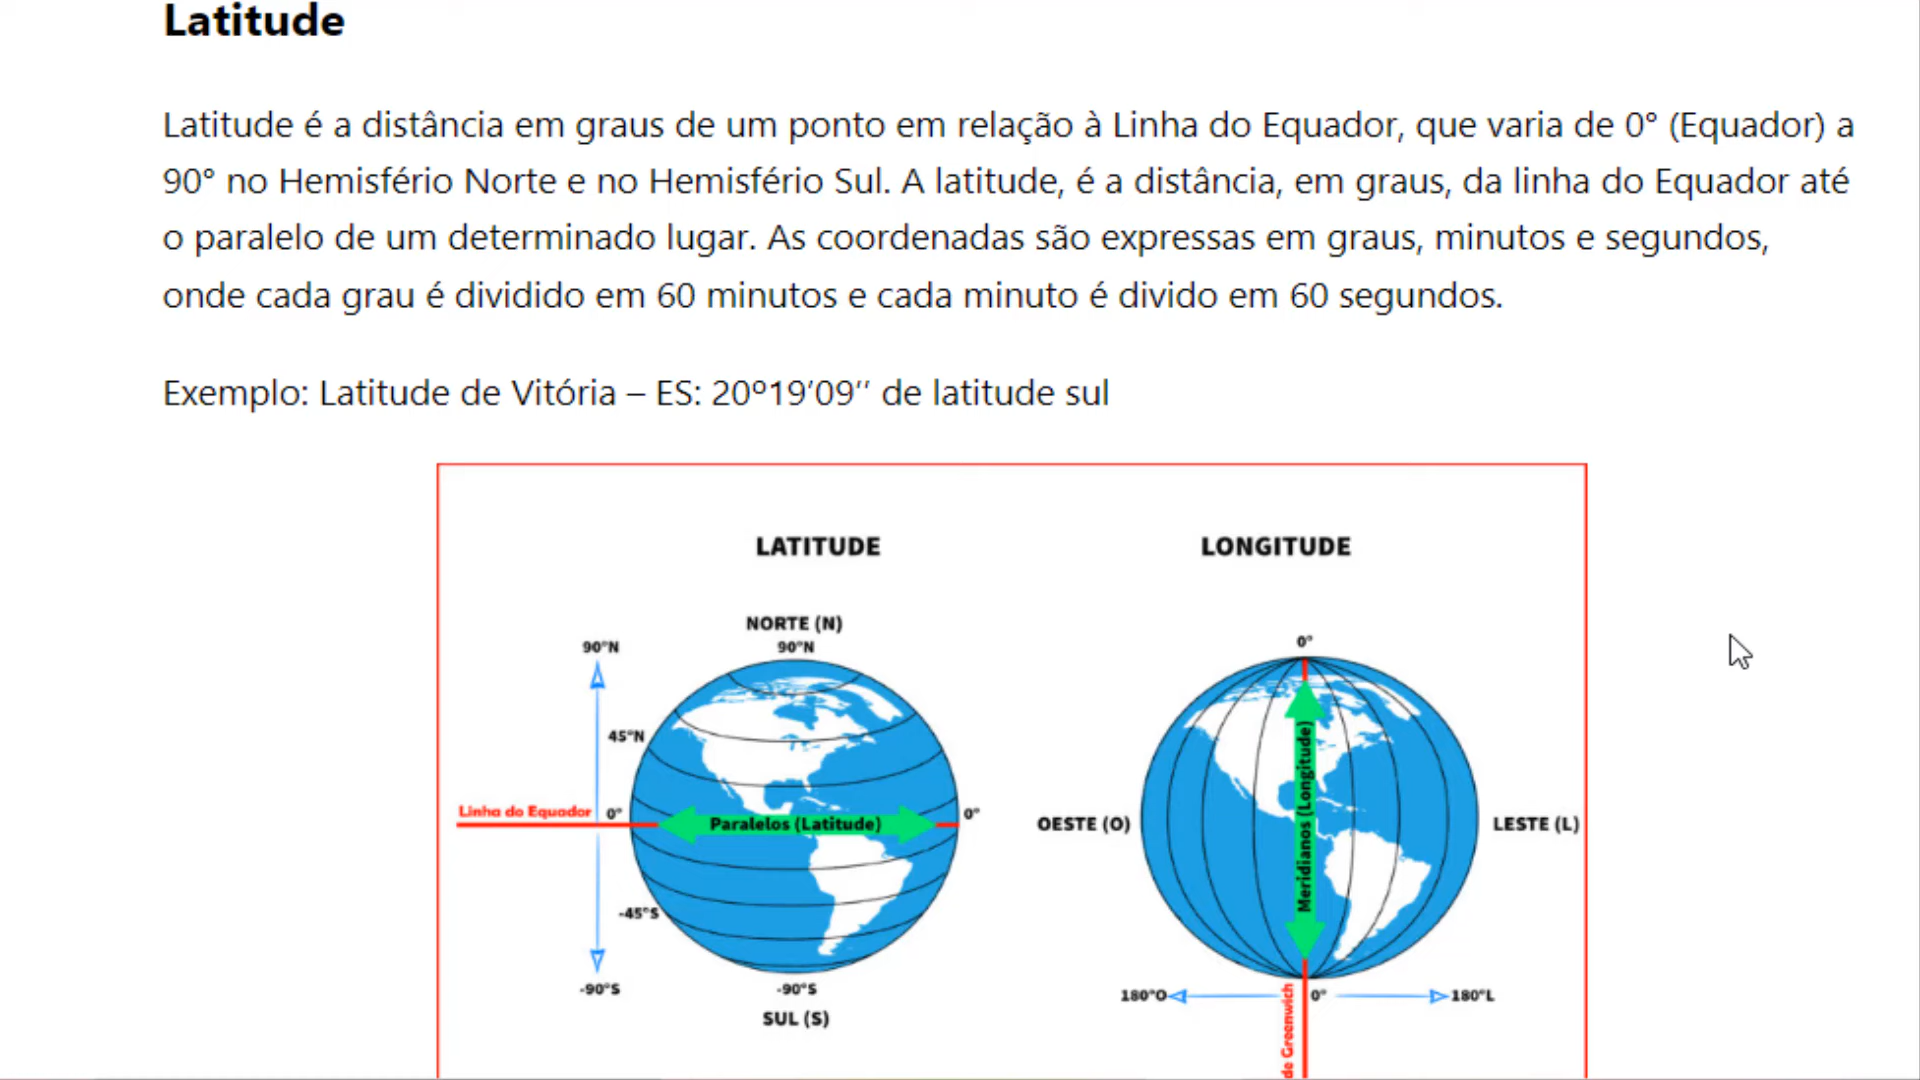 Latitude
Latitude é a distância em graus de um ponto em relação à Linha do Equador, que varia de 0° (Equador) a
90° no Hemisfério Norte e no Hemisfério Sul. A latitude, é a distância, em graus, da linha do Equador até
o paralelo de um determinado lugar. As coordenadas são expressas em graus, minutos e segundos,
onde cada grau é dividido em 60 minutos e cada minuto é divido em 60 segundos.
Exemplo: Latitude de Vitória – ES: 20º19’09’’ de latitude sul
LATITUDE
NORTE (N)
90°N
90°N
45°N
Linha do Equador
0°
Paralelos (Latitude)
0°
-45°S
-90°S
-90°S
SUL (S)
LONGITUDE
0°
OESTE (O)
Meridianos (Longitude)
LESTE (L)
180°O
0°
180°L
de Greenwich